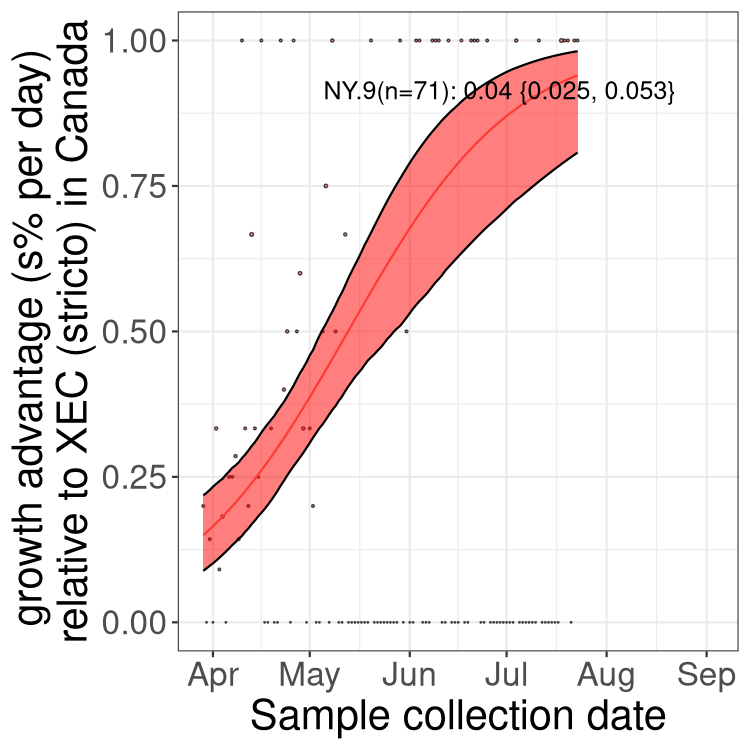 growth advantage (s% per day)
relative to XEC (stricto) in Canada
1.00
0.75
0.50
0.25
0.00
NY.9(n=71): 0.04 {0.025, 0.053}
Apr May Jun Jul Aug Sep
Sample collection date